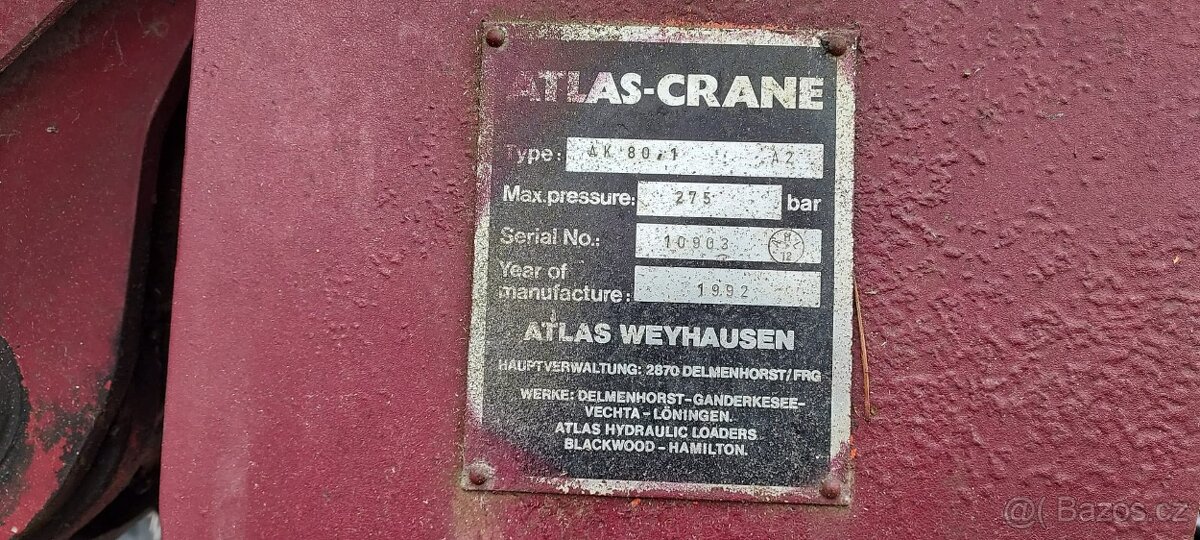 ATLAS-CRANE
Type: AK 80.1 A2
Max.pressure: 275 bar
Serial No.: 10903 12
Year of
manufacture: 1992
ATLAS WEYHAUSEN
HAUPTVERWALTUNG: 2870 DELMENHORST/FRG
WERKE: DELMENHORST-GANDERKESEE-
VECHTA-LÖNINGEN.
ATLAS HYDRAULIC LOADERS
BLACKWOOD-HAMILTON.
@( Bazos.cz